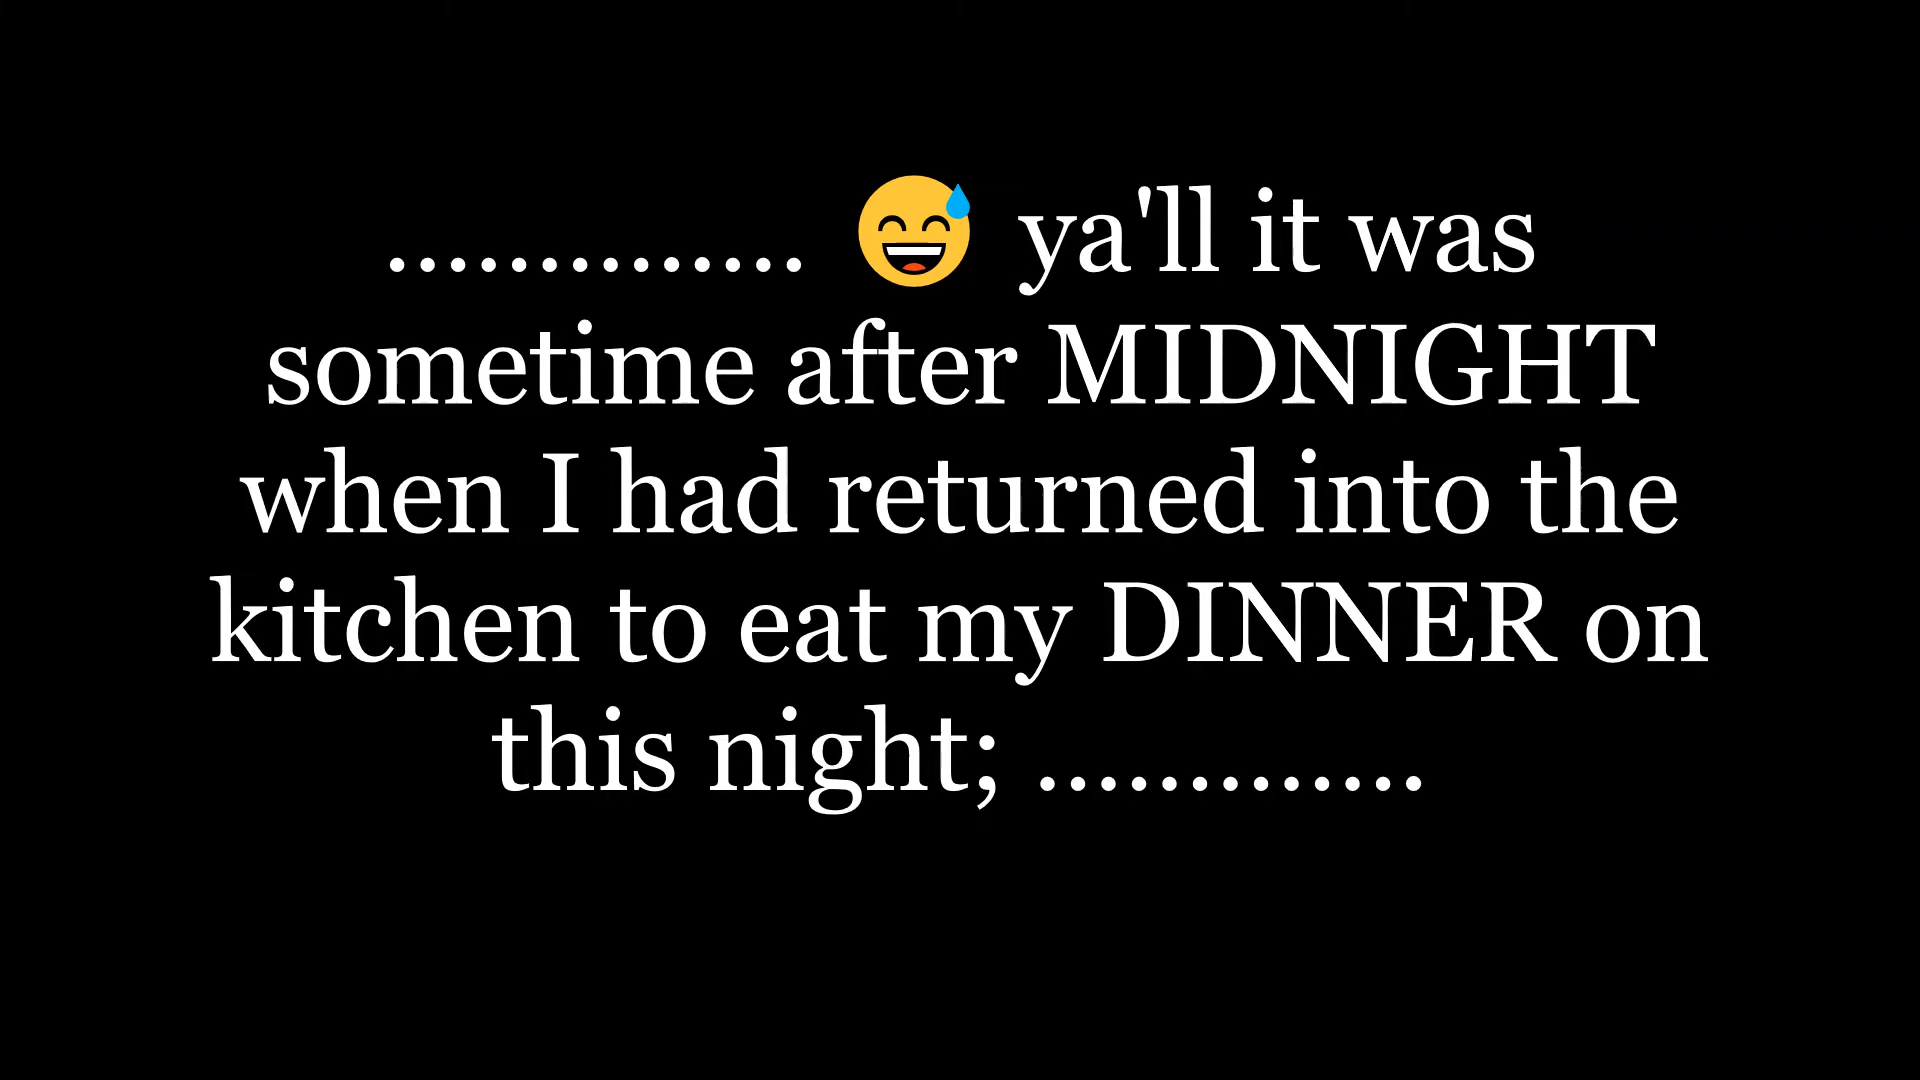 .............. 😅 ya'll it was
sometime after MIDNIGHT
when I had returned into the
kitchen to eat my DINNER on
this night; .............